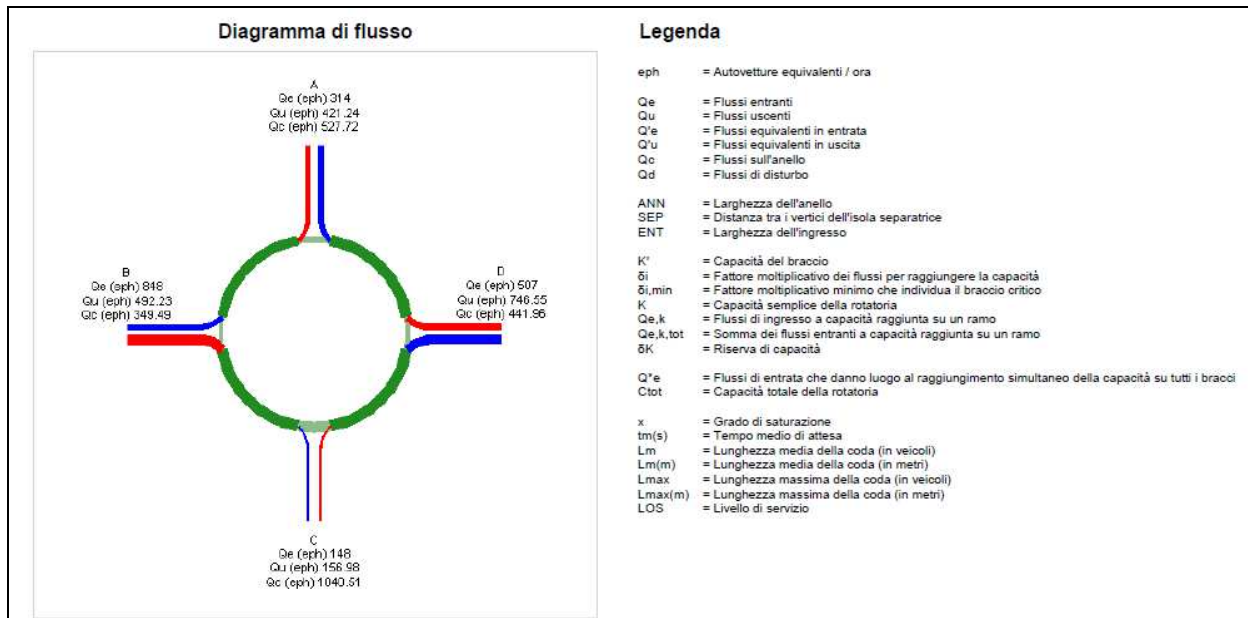 Diagramma di flusso
A
Qe (eph) 314
Qu (eph) 421.24
Qc (eph) 527.72
B
Qe (eph) 848
Qu (eph) 492.23
Qc (eph) 349.49
D
Qe (eph) 507
Qu (eph) 746.55
Qc (eph) 441.96
C
Qe (eph) 148
Qu (eph) 156.98
Qc (eph) 1040.51
Legenda
eph = Autovetture equivalenti / ora
Qe = Flussi entranti
Qu = Flussi uscenti
Q'e = Flussi equivalenti in entrata
Q'u = Flussi equivalenti in uscita
Qc = Flussi sull'anello
Qd = Flussi di disturbo
ANN = Larghezza dell'anello
SEP = Distanza tra i vertici dell'isola separatrice
ENT = Larghezza dell'ingresso
K' = Capacità del braccio
δi = Fattore moltiplicativo dei flussi per raggiungere la capacità
δi,min = Fattore moltiplicativo minimo che individua il braccio critico
K = Capacità semplice della rotatoria
Qe,k = Flussi di ingresso a capacità raggiunta su un ramo
Qe,k,tot = Somma dei flussi entranti a capacità raggiunta su un ramo
δK = Riserva di capacità
Q"e = Flussi di entrata che danno luogo al raggiungimento simultaneo della capacità su tutti i bracci
Ctot = Capacità totale della rotatoria
x = Grado di saturazione
tm(s) = Tempo medio di attesa
Lm = Lunghezza media della coda (in veicoli)
Lm(m) = Lunghezza media della coda (in metri)
Lmax = Lunghezza massima della coda (in veicoli)
Lmax(m) = Lunghezza massima della coda (in metri)
LOS = Livello di servizio